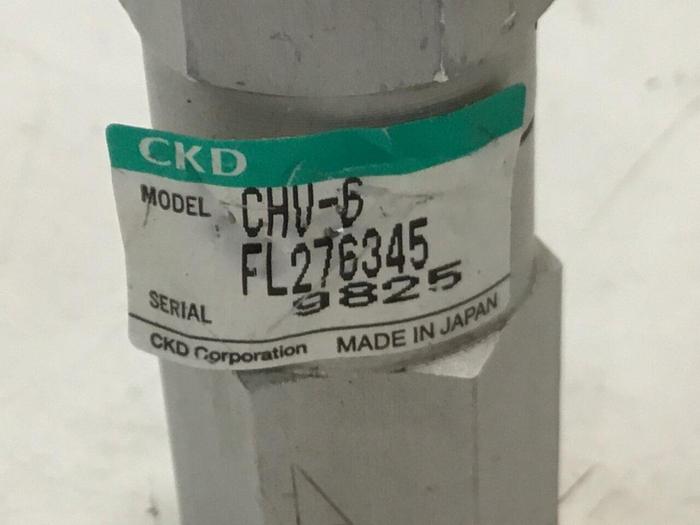 CKD
MODEL CHV-6
FL276345
SERIAL 9825
CKD Corporation MADE IN JAPAN